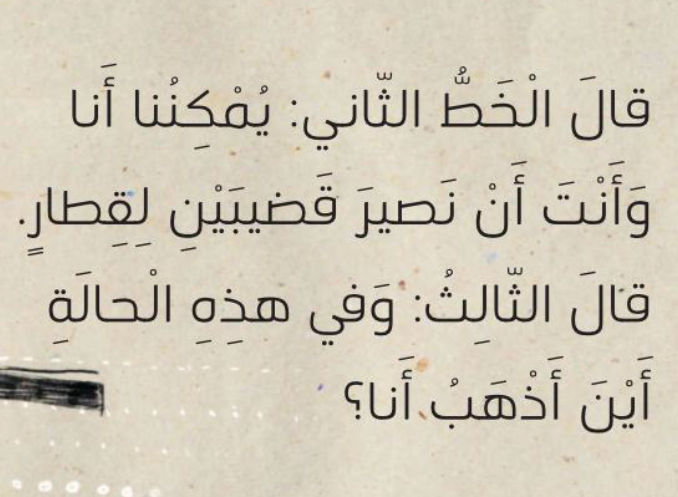 قالَ الْخَطُّ الثّاني: يُمْكِنُنا أَنا
وَأَنْتَ أَنْ نَصيرَ قَضيبَيْنِ لِقِطارٍ.
قالَ الثّالِثُ: وَفي هذِهِ الْحالَةِ
أَيْنَ أَذْهَبُ أَنا؟